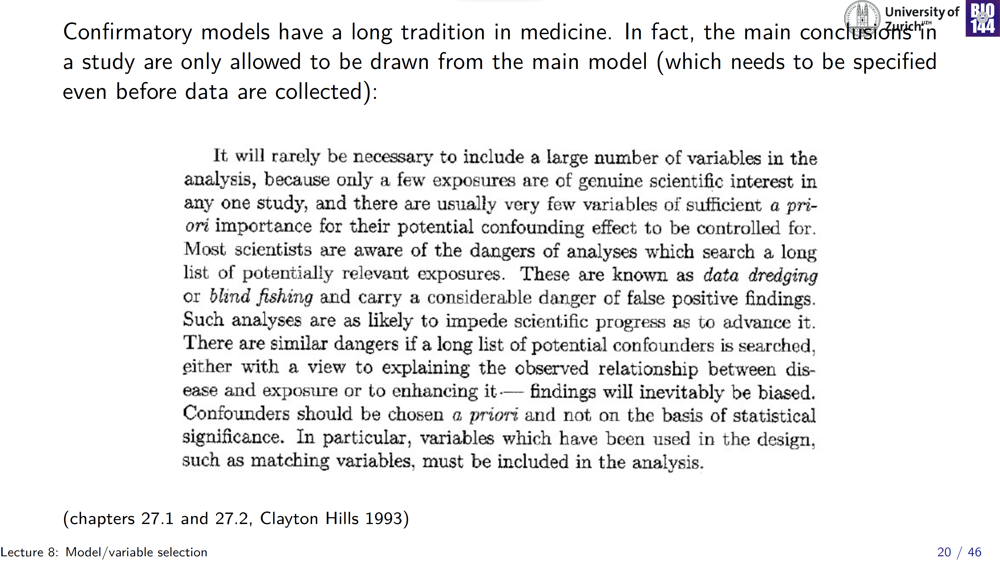 University of
Zurich UZH
BIO
144
Confirmatory models have a long tradition in medicine. In fact, the main conclusions in
a study are only allowed to be drawn from the main model (which needs to be specified
even before data are collected):
It will rarely be necessary to include a large number of variables in the
analysis, because only a few exposures are of genuine scientific interest in
any one study, and there are usually very few variables of sufficient a pri-
ori importance for their potential confounding effect to be controlled for.
Most scientists are aware of the dangers of analyses which search a long
list of potentially relevant exposures. These are known as data dredging
or blind fishing and carry a considerable danger of false positive findings.
Such analyses are as likely to impede scientific progress as to advance it.
There are similar dangers if a long list of potential confounders is searched,
either with a view to explaining the observed relationship between dis-
ease and exposure or to enhancing it — findings will inevitably be biased.
Confounders should be chosen a priori and not on the basis of statistical
significance. In particular, variables which have been used in the design,
such as matching variables, must be included in the analysis.
(chapters 27.1 and 27.2, Clayton Hills 1993)
Lecture 8: Model/variable selection
20 / 46